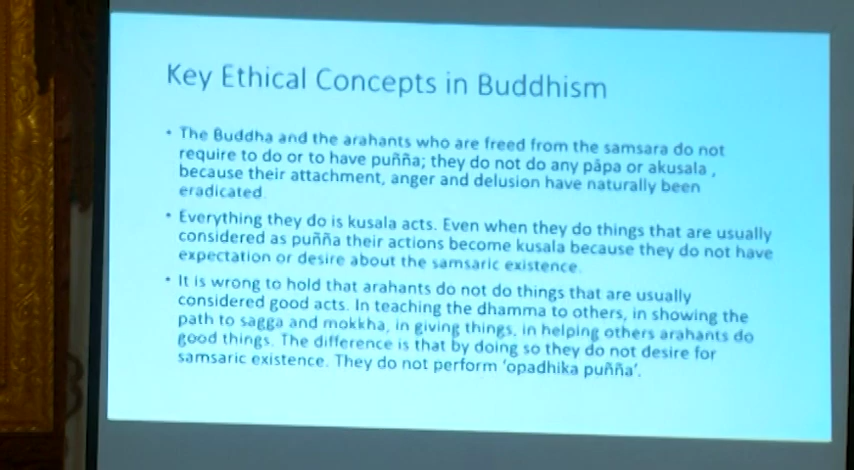 Key Ethical Concepts in Buddhism
• The Buddha and the arahants who are freed from the samsara do not
require to do or to have puñña; they do not do any pāpa or akusala ,
because their attachment, anger and delusion have naturally been
eradicated.
• Everything they do is kusala acts. Even when they do things that are usually
considered as puñña their actions become kusala because they do not have
expectation or desire about the samsaric existence.
• It is wrong to hold that arahants do not do things that are usually
considered good acts. In teaching the dhamma to others, in showing the
path to sagga and mokkha, in giving things, in helping others arahants do
good things. The difference is that by doing so they do not desire for
samsaric existence. They do not perform ‘opadhika puñña’.